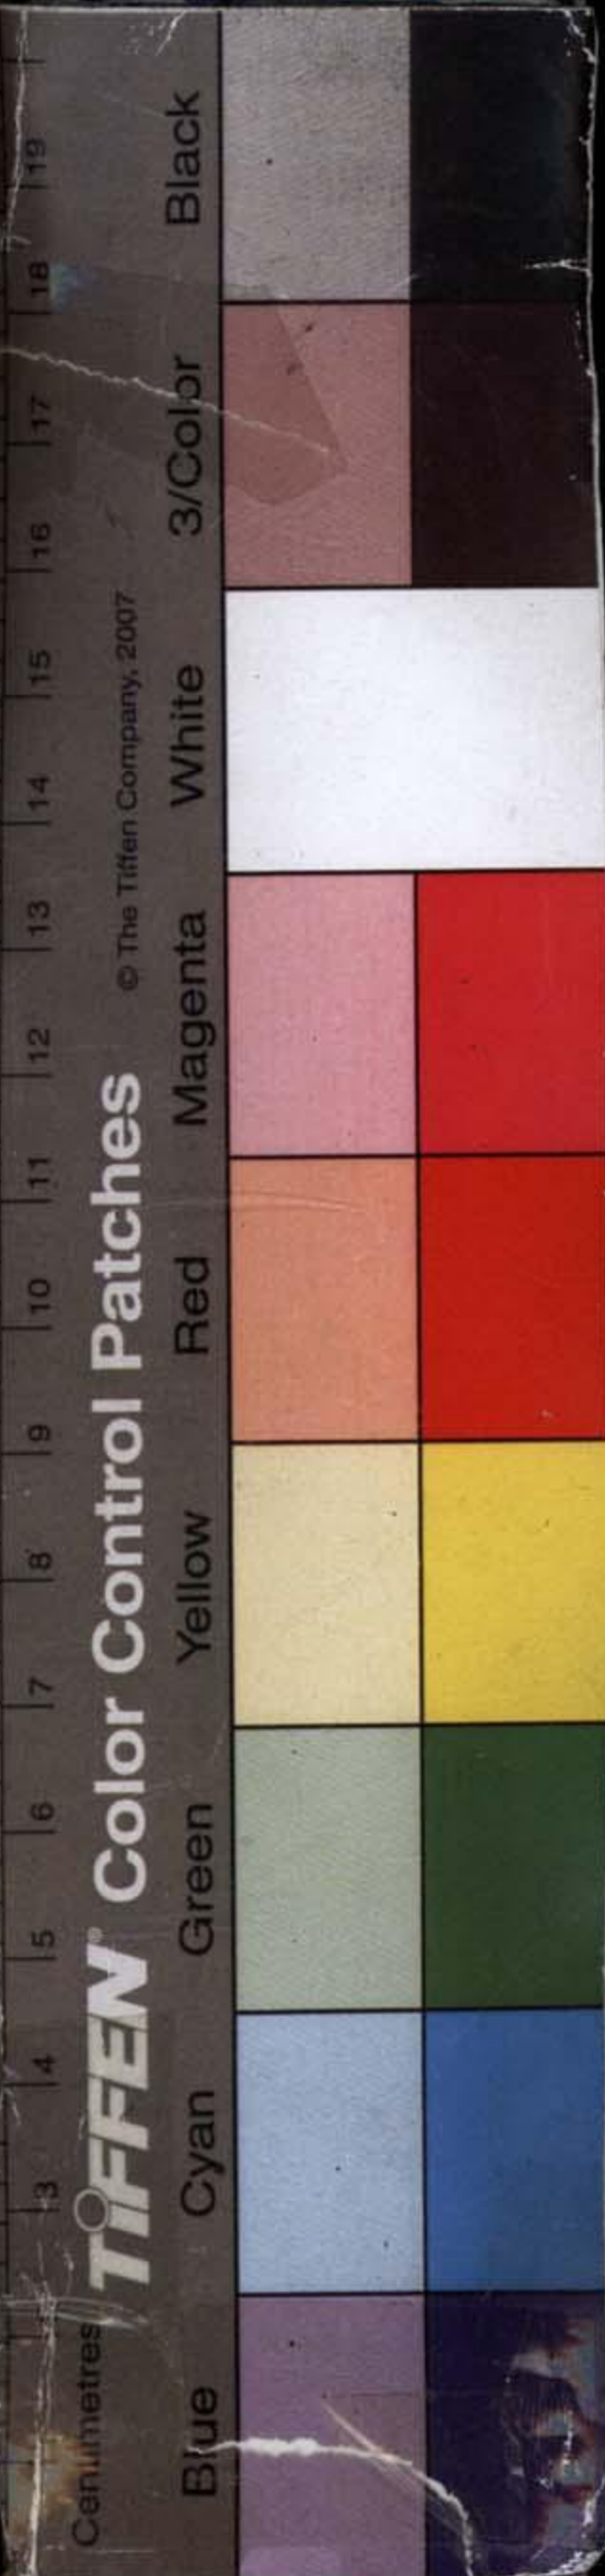 Centimetres 3 4 5 6 7 8 9 10 11 12 13 14 15 16 17 18 19
TIFFEN® Color Control Patches © The Tiffen Company, 2007
Blue Cyan Green Yellow Red Magenta White 3/Color Black